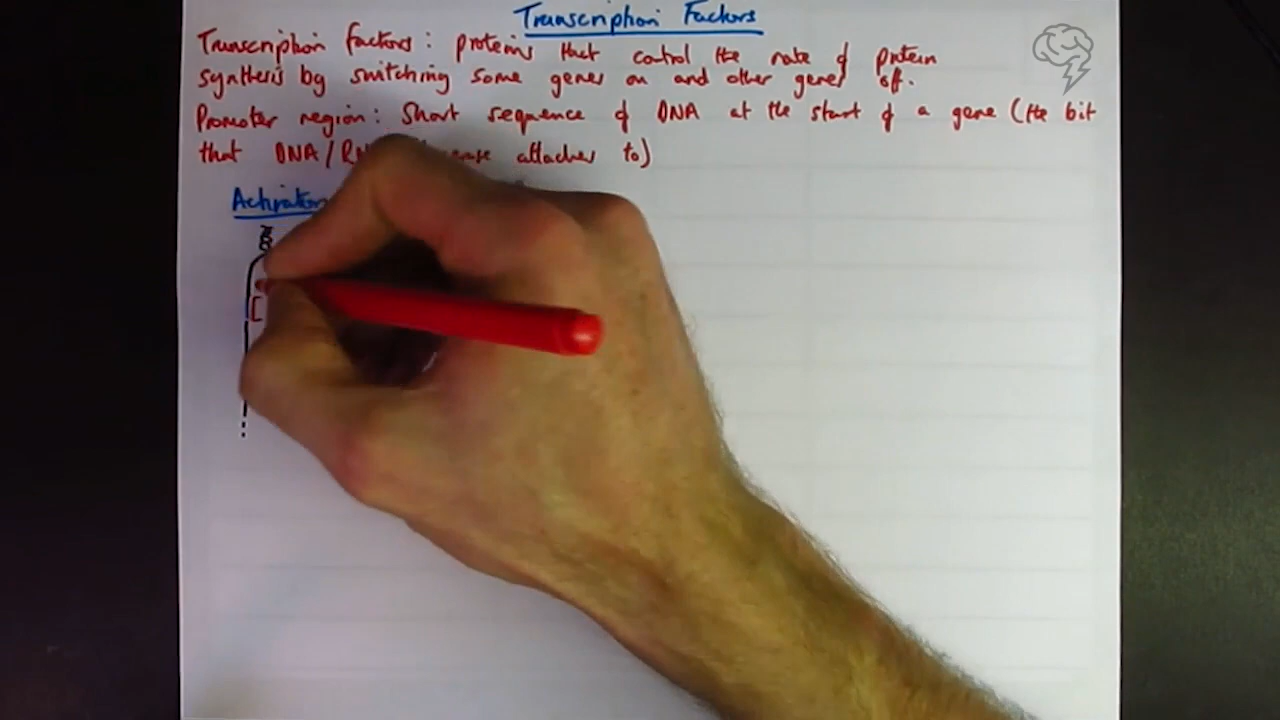 Transcription Factors
Transcription factors: proteins that control the rate of protein
synthesis by switching some genes on and other genes off.
Promoter region: Short sequence of DNA at the start of a gene (the bit
that DNA/ attaches to)